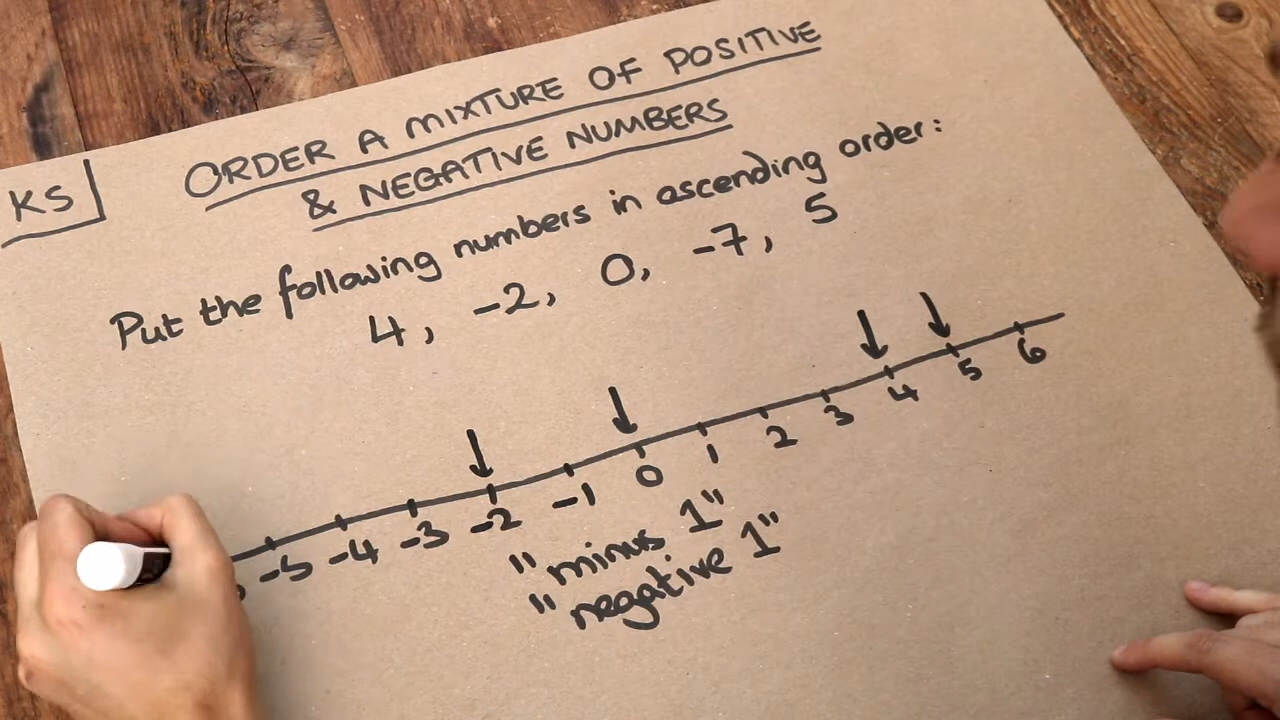 KS
ORDER A MIXTURE OF POSITIVE
& NEGATIVE NUMBERS
Put the following numbers in ascending order:
4, -2, 0, -7, 5
-5 -4 -3 -2 -1 0 1 2 3 4 5 6
"minus 1"
"negative 1"